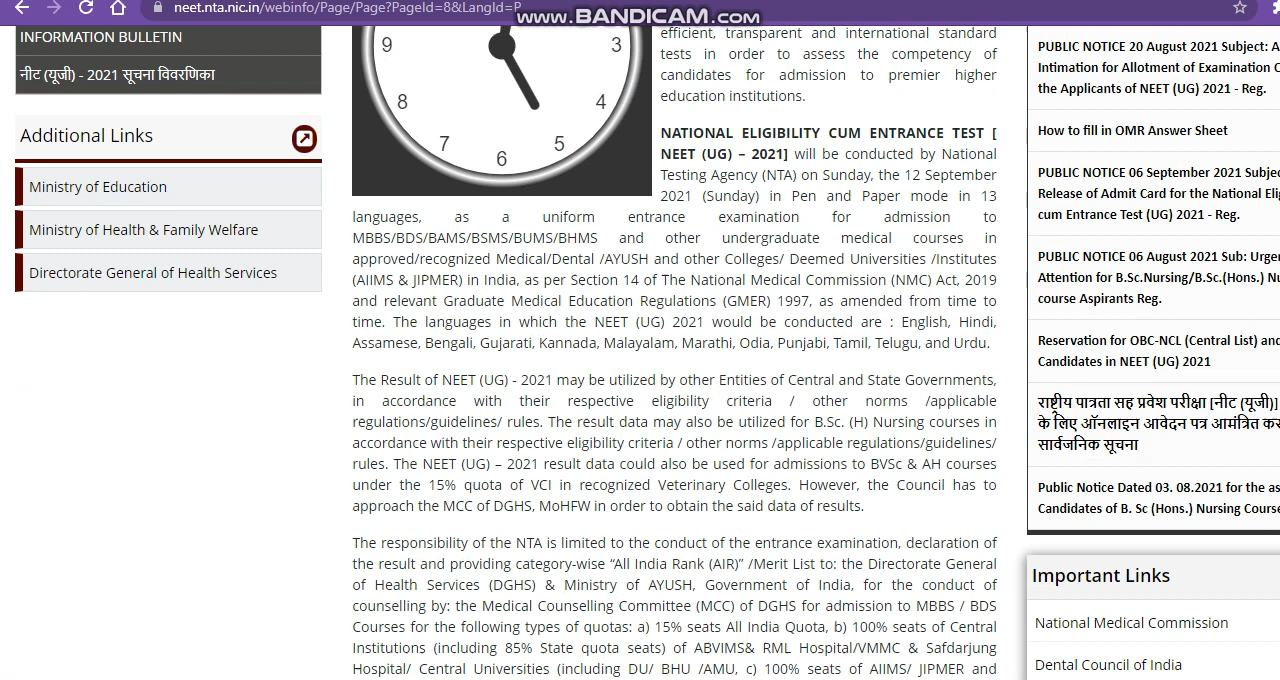 neet.nta.nic.in/webinfo/Page/Page?PageId=8&LangId=P
www.BANDICAM.com
INFORMATION BULLETIN
नीट (यूजी) - 2021 सूचना विवरणिका
Additional Links
Ministry of Education
Ministry of Health & Family Welfare
Directorate General of Health Services
9
3
8
4
7
5
6
efficient, transparent and international standard
tests in order to assess the competency of
candidates for admission to premier higher
education institutions.
NATIONAL ELIGIBILITY CUM ENTRANCE TEST [
NEET (UG) – 2021] will be conducted by National
Testing Agency (NTA) on Sunday, the 12 September
2021 (Sunday) in Pen and Paper mode in 13
languages, as a uniform entrance examination for admission to
MBBS/BDS/BAMS/BSMS/BUMS/BHMS and other undergraduate medical courses in
approved/recognized Medical/Dental /AYUSH and other Colleges/ Deemed Universities /Institutes
(AIIMS & JIPMER) in India, as per Section 14 of The National Medical Commission (NMC) Act, 2019
and relevant Graduate Medical Education Regulations (GMER) 1997, as amended from time to
time. The languages in which the NEET (UG) 2021 would be conducted are : English, Hindi,
Assamese, Bengali, Gujarati, Kannada, Malayalam, Marathi, Odia, Punjabi, Tamil, Telugu, and Urdu.
The Result of NEET (UG) - 2021 may be utilized by other Entities of Central and State Governments,
in accordance with their respective eligibility criteria / other norms /applicable
regulations/guidelines/ rules. The result data may also be utilized for B.Sc. (H) Nursing courses in
accordance with their respective eligibility criteria / other norms /applicable regulations/guidelines/
rules. The NEET (UG) – 2021 result data could also be used for admissions to BVSc & AH courses
under the 15% quota of VCI in recognized Veterinary Colleges. However, the Council has to
approach the MCC of DGHS, MoHFW in order to obtain the said data of results.
The responsibility of the NTA is limited to the conduct of the entrance examination, declaration of
the result and providing category-wise “All India Rank (AIR)” /Merit List to: the Directorate General
of Health Services (DGHS) & Ministry of AYUSH, Government of India, for the conduct of
counselling by: the Medical Counselling Committee (MCC) of DGHS for admission to MBBS / BDS
Courses for the following types of quotas: a) 15% seats All India Quota, b) 100% seats of Central
Institutions (including 85% State quota seats) of ABVIMS& RML Hospital/VMMC & Safdarjung
Hospital/ Central Universities (including DU/ BHU /AMU, c) 100% seats of AIIMS/ JIPMER and
PUBLIC NOTICE 20 August 2021 Subject: A
Intimation for Allotment of Examination C
the Applicants of NEET (UG) 2021 - Reg.
How to fill in OMR Answer Sheet
PUBLIC NOTICE 06 September 2021 Subjec
Release of Admit Card for the National Eli
cum Entrance Test (UG) 2021 - Reg.
PUBLIC NOTICE 06 August 2021 Sub: Urge
Attention for B.Sc.Nursing/B.Sc.(Hons.) Nu
course Aspirants Reg.
Reservation for OBC-NCL (Central List) and
Candidates in NEET (UG) 2021
राष्ट्रीय पात्रता सह प्रवेश परीक्षा [नीट (यूजी)]
के लिए ऑनलाइन आवेदन पत्र आमंत्रित कर
सार्वजनिक सूचना
Public Notice Dated 03. 08.2021 for the as
Candidates of B. Sc (Hons.) Nursing Course
Important Links
National Medical Commission
Dental Council of India